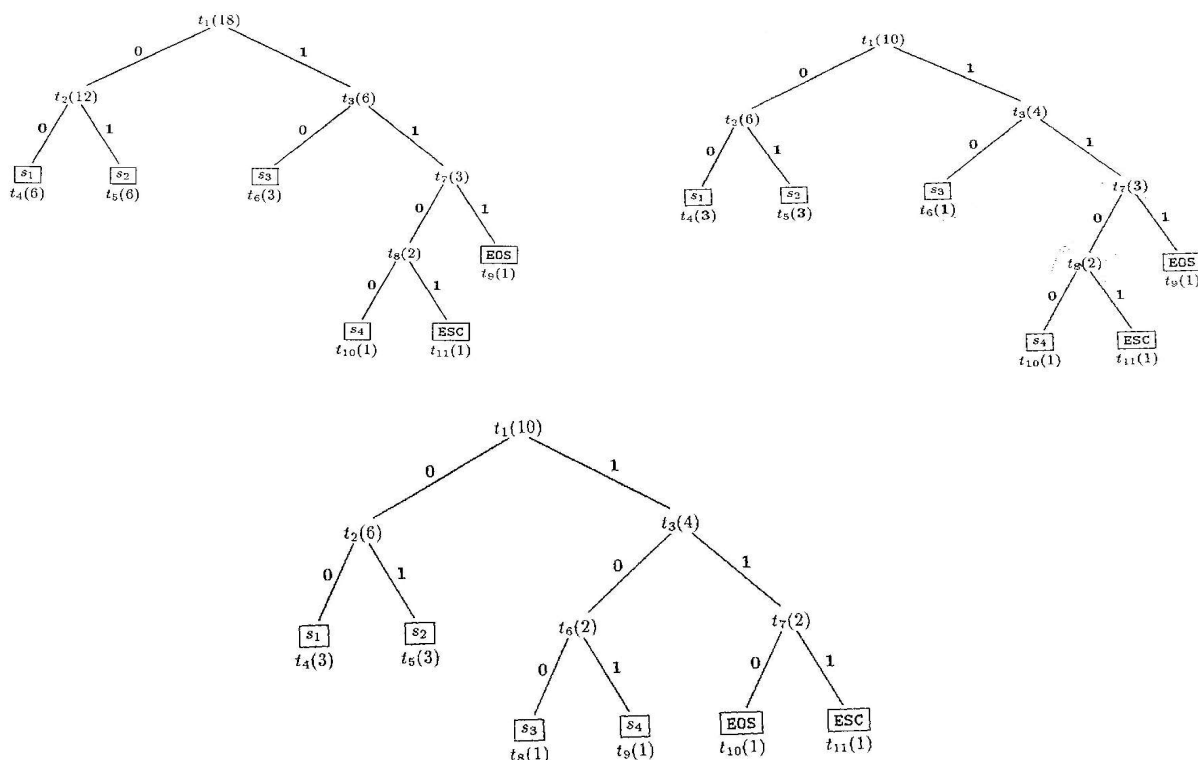 t₁(18)
0 1
t₂(12) t₃(6)
0 1 0 1
s₁ s₂ s₃ t₇(3)
t₄(6) t₅(6) t₆(3)
0 1
t₈(2) EOS
t₉(1)
0 1
s₄ ESC
t₁₀(1) t₁₁(1)
t₁(10)
0 1
t₂(6) t₃(4)
0 1 0 1
s₁ s₂ s₃ t₇(3)
t₄(3) t₅(3) t₆(1)
0 1
t₈(2) EOS
t₉(1)
0 1
s₄ ESC
t₁₀(1) t₁₁(1)
t₁(10)
0 1
t₂(6) t₃(4)
0 1 0 1
s₁ s₂ t₆(2) t₇(2)
t₄(3) t₅(3)
0 1 0 1
s₃ s₄ EOS ESC
t₈(1) t₉(1) t₁₀(1) t₁₁(1)